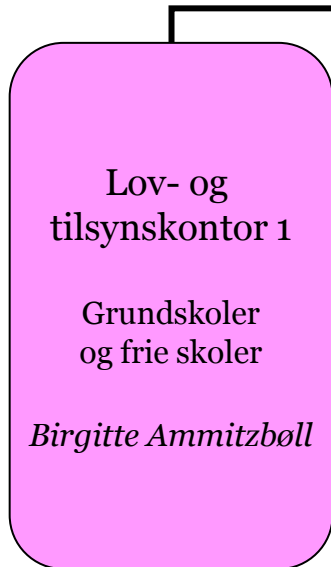 Lov- og
tilsynskontor 1
Grundskoler
og frie skoler
Birgitte Ammitzbøll